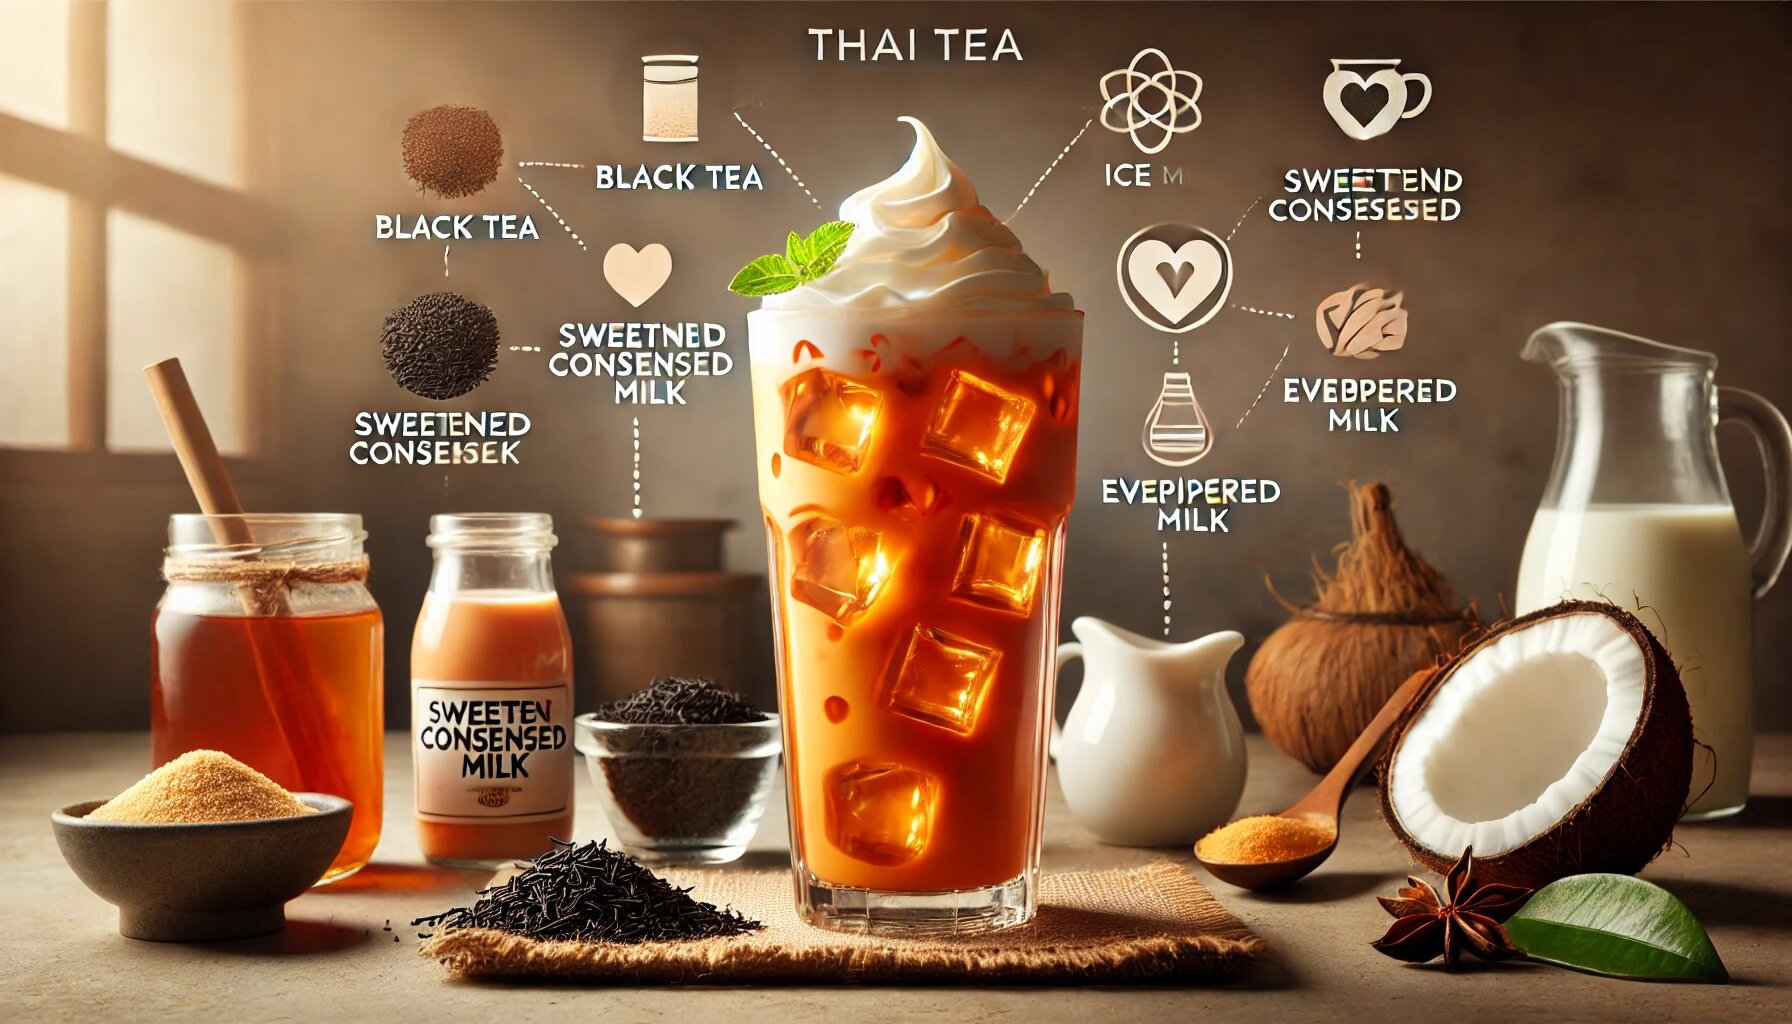 THAI TEA
BLACK TEA
ICE M
SWEETEND
CONSESESED
BLACK TEA
SWEETNED
CONSENSED
MILK
EVEBPERED
MILK
SWEETENED
CONSEISEK
EVEPIPERED
MILK
SWEETEN
CONSENSED
MILK